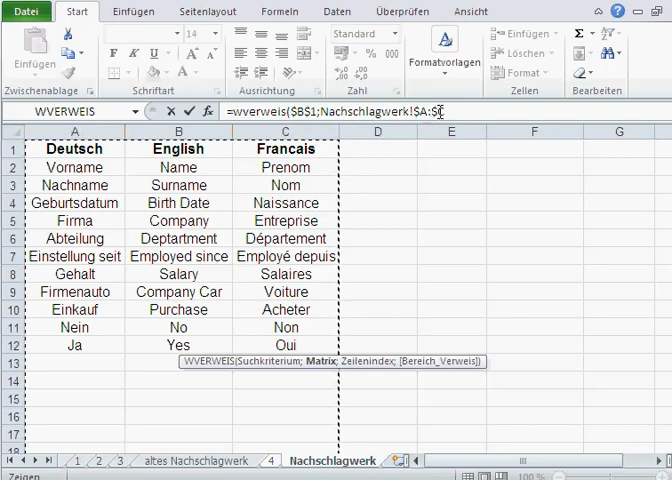 Datei Start Einfügen Seitenlayout Formeln Daten Überprüfen Ansicht
Einfügen F K U Standard % 000 Formatvorlagen Einfügen Löschen Format Σ
Zwischenablage Schriftart Ausrichtung Zahl Zellen Bearbeiten
WVERWEIS fx =wverweis($B$1;Nachschlagwerk!$A:$C
A B C D E F G
1 Deutsch English Francais
2 Vorname Name Prenom
3 Nachname Surname Nom
4 Geburtsdatum Birth Date Naissance
5 Firma Company Entreprise
6 Abteilung Deptartment Département
7 Einstellung seit Employed since Employé depuis
8 Gehalt Salary Salaires
9 Firmenauto Company Car Voiture
10 Einkauf Purchase Acheter
11 Nein No Non
12 Ja Yes Oui
13 WVERWEIS(Suchkriterium; Matrix; Zeilenindex; [Bereich_Verweis])
14
15
16
17
18
1 2 3 altes Nachschlagwerk 4 Nachschlagwerk
Zeigen 100 %